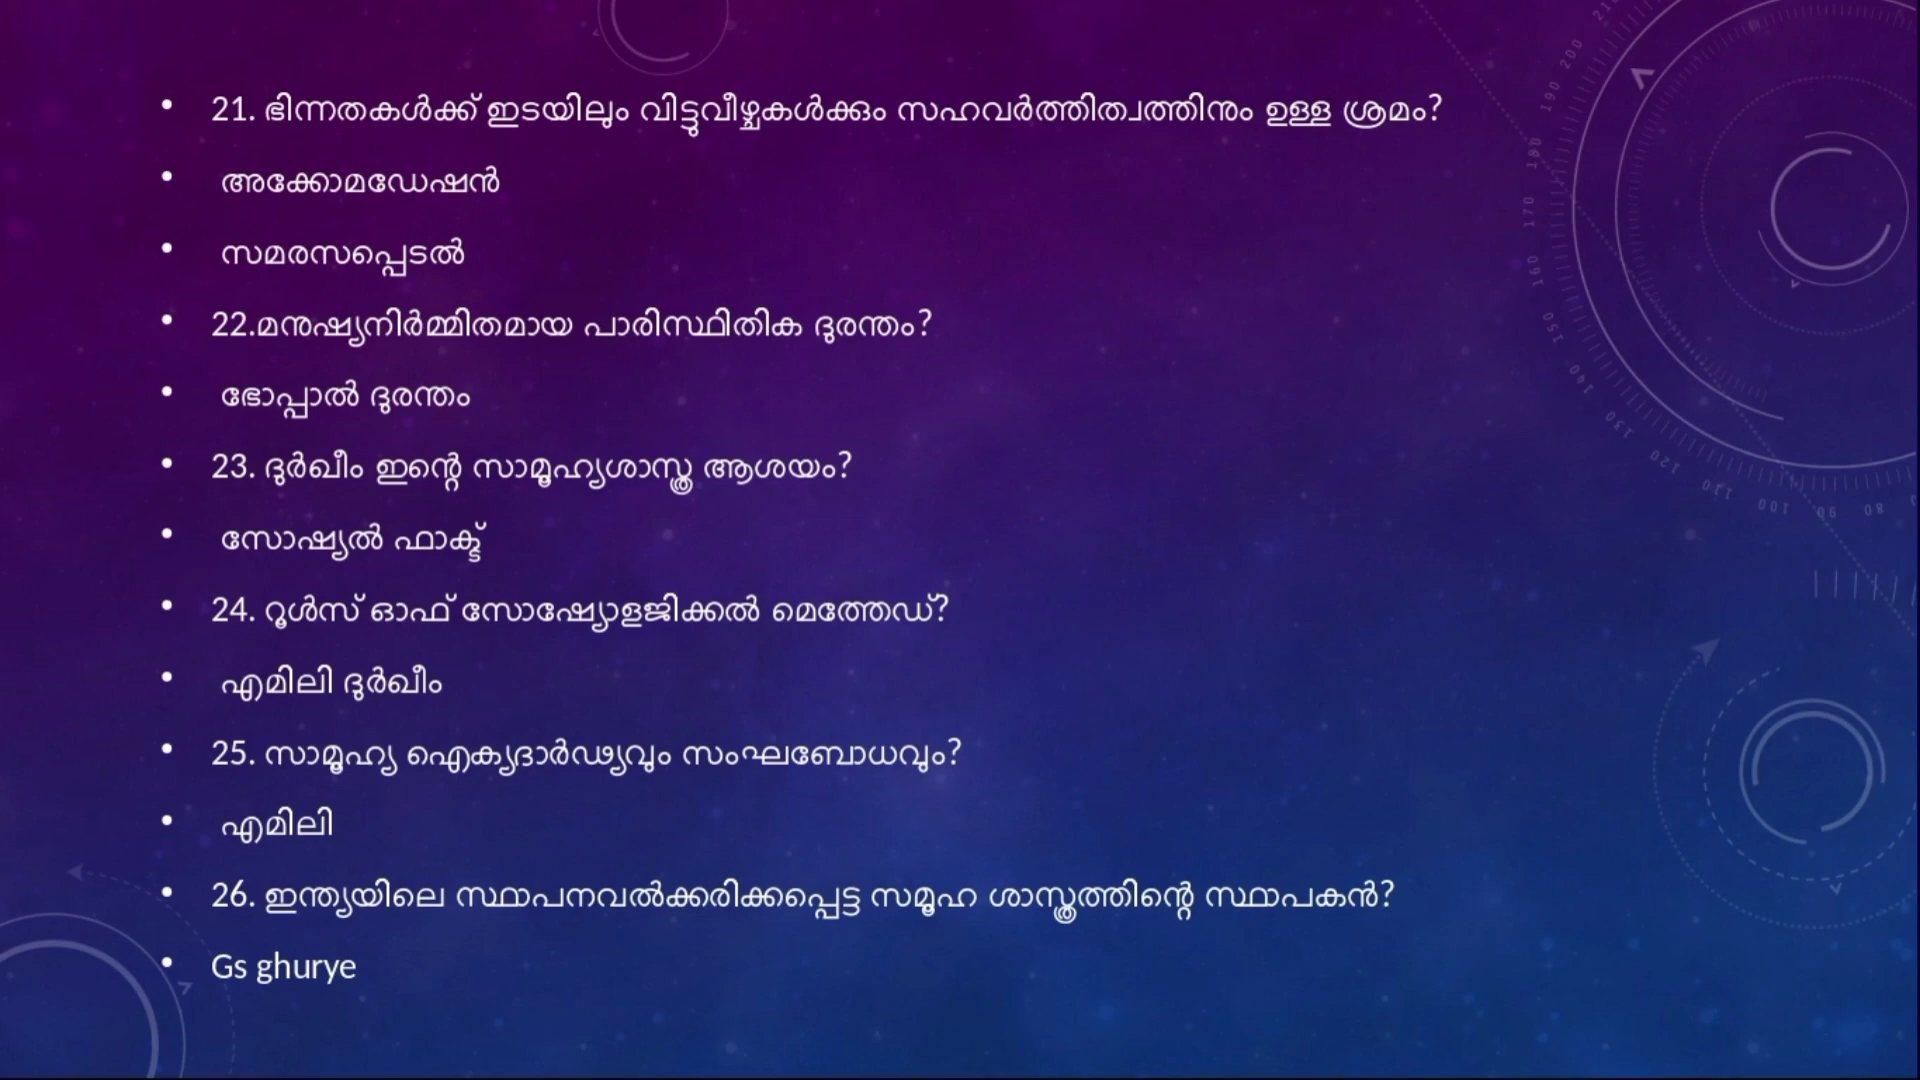 • 21. ഭിന്നതകൾക്ക് ഇടയിലും വിട്ടുവീഴ്ചകൾക്കും സഹവർത്തിത്വത്തിനും ഉള്ള ശ്രമം?
• അക്കോമഡേഷൻ
• സമരസപ്പെടൽ
• 22.മനുഷ്യനിർമ്മിതമായ പാരിസ്ഥിതിക ദുരന്തം?
• ഭോപ്പാൽ ദുരന്തം
• 23. ദുർഖീം ഇന്റെ സാമൂഹ്യശാസ്ത്ര ആശയം?
• സോഷ്യൽ ഫാക്ട്
• 24. റൂൾസ് ഓഫ് സോഷ്യോളജിക്കൽ മെത്തേഡ്?
• എമിലി ദുർഖീം
• 25. സാമൂഹ്യ ഐക്യദാർഢ്യവും സംഘബോധവും?
• എമിലി
• 26. ഇന്ത്യയിലെ സ്ഥാപനവൽക്കരിക്കപ്പെട്ട സമൂഹ ശാസ്ത്രത്തിന്റെ സ്ഥാപകൻ?
• Gs ghurye